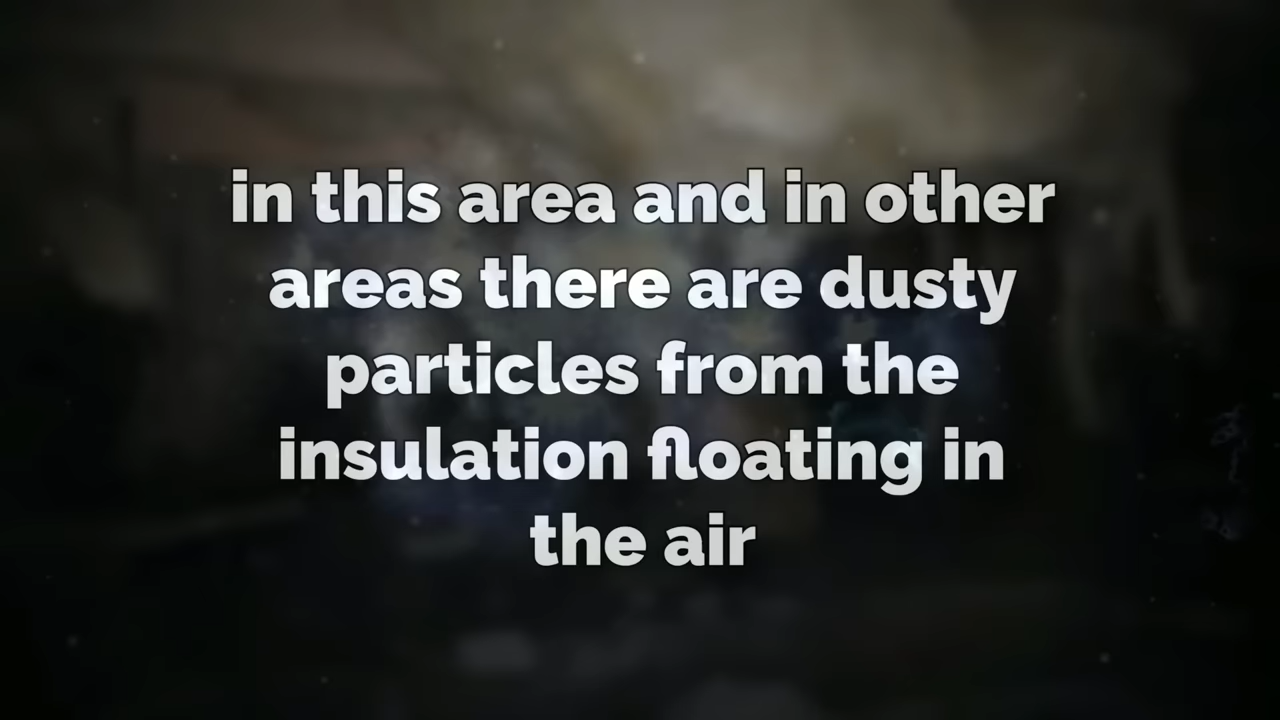 in this area and in other
areas there are dusty
particles from the
insulation floating in
the air